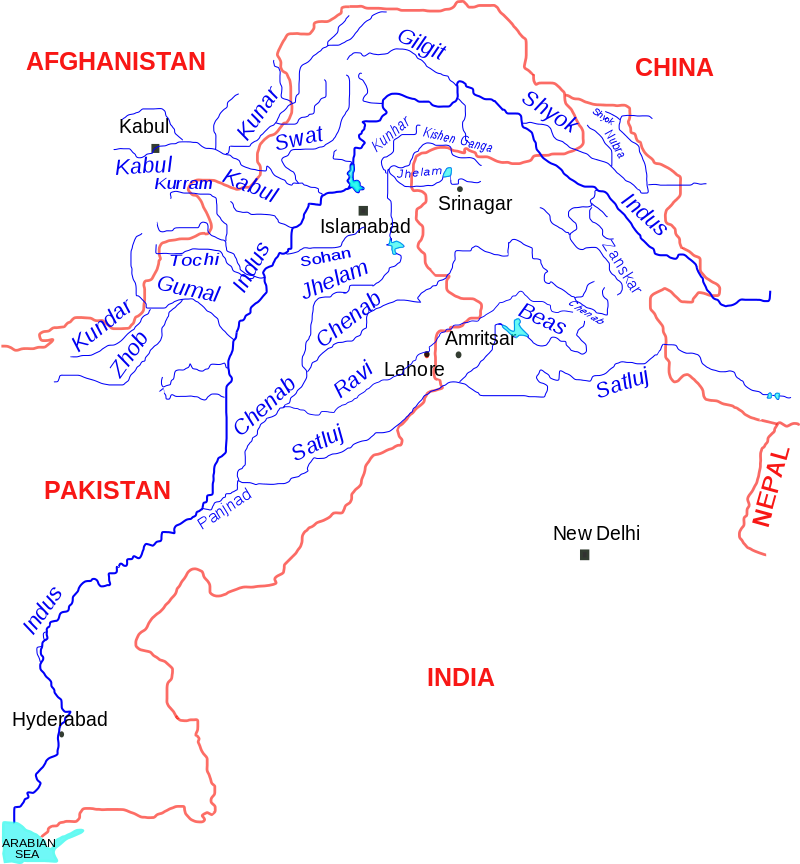 Gilgit
AFGHANISTAN
CHINA
Kunar
Shyok
Shyok
Kabul
Swat
Kunhar
Kishen Ganga
Nubra
Kabul
Kurram
Kabul
Jhelam
Srinagar
Indus
Islamabad
Tochi
Sohan
Indus
Zanskar
Gumal
Jhelam
Kundar
Chenab
Chenab
Beas
Zhob
Amritsar
Lahore
Ravi
Satluj
Chenab
Satluj
NEPAL
PAKISTAN
Panjnad
New Delhi
Indus
INDIA
Hyderabad
ARABIAN
SEA